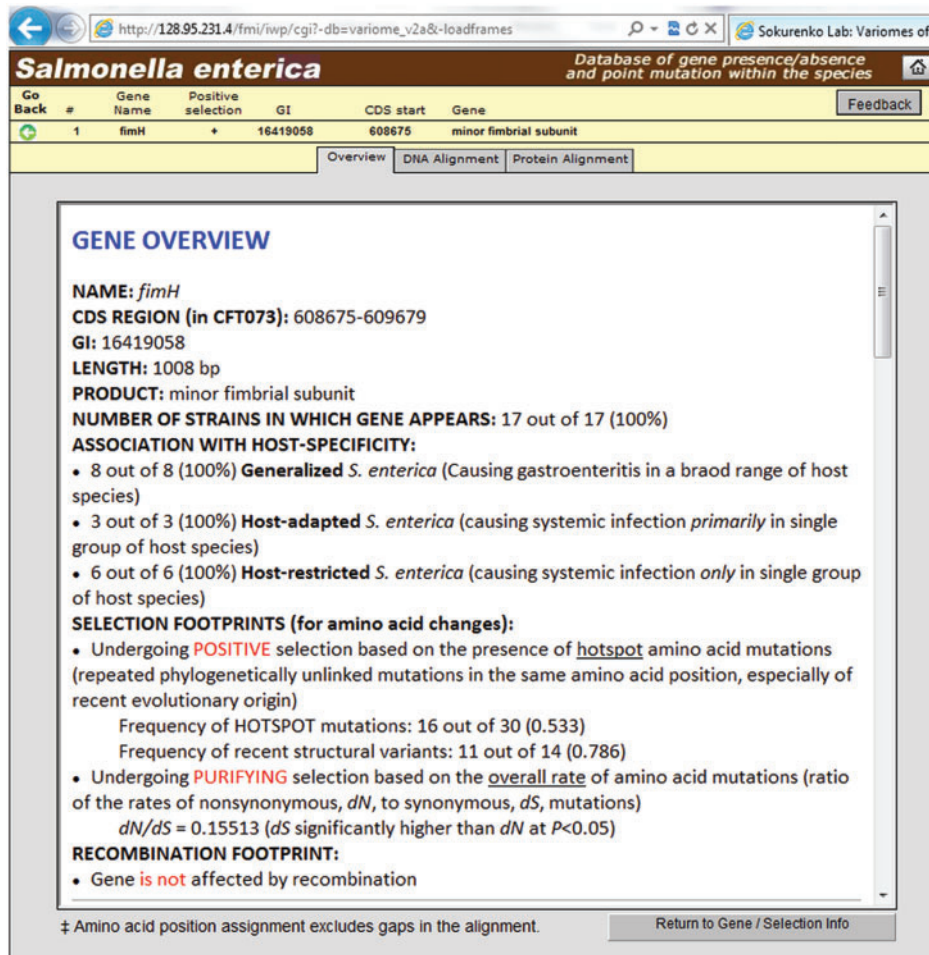 http://128.95.231.4/fmi/iwp/cgi?-db=variome_v2a&-loadframes
Sokurenko Lab: Variomes of
Salmonella enterica
Database of gene presence/absence
and point mutation within the species
Go Back # Gene Name Positive selection GI CDS start Gene Feedback
1 fimH + 16419058 608675 minor fimbrial subunit
Overview DNA Alignment Protein Alignment
GENE OVERVIEW
NAME: fimH
CDS REGION (in CFT073): 608675-609679
GI: 16419058
LENGTH: 1008 bp
PRODUCT: minor fimbrial subunit
NUMBER OF STRAINS IN WHICH GENE APPEARS: 17 out of 17 (100%)
ASSOCIATION WITH HOST-SPECIFICITY:
• 8 out of 8 (100%) Generalized S. enterica (Causing gastroenteritis in a braod range of host
species)
• 3 out of 3 (100%) Host-adapted S. enterica (causing systemic infection primarily in single
group of host species)
• 6 out of 6 (100%) Host-restricted S. enterica (causing systemic infection only in single group
of host species)
SELECTION FOOTPRINTS (for amino acid changes):
• Undergoing POSITIVE selection based on the presence of hotspot amino acid mutations
(repeated phylogenetically unlinked mutations in the same amino acid position, especially of
recent evolutionary origin)
Frequency of HOTSPOT mutations: 16 out of 30 (0.533)
Frequency of recent structural variants: 11 out of 14 (0.786)
• Undergoing PURIFYING selection based on the overall rate of amino acid mutations (ratio
of the rates of nonsynonymous, dN, to synonymous, dS, mutations)
dN/dS = 0.15513 (dS significantly higher than dN at P<0.05)
RECOMBINATION FOOTPRINT:
• Gene is not affected by recombination
‡ Amino acid position assignment excludes gaps in the alignment.
Return to Gene / Selection Info